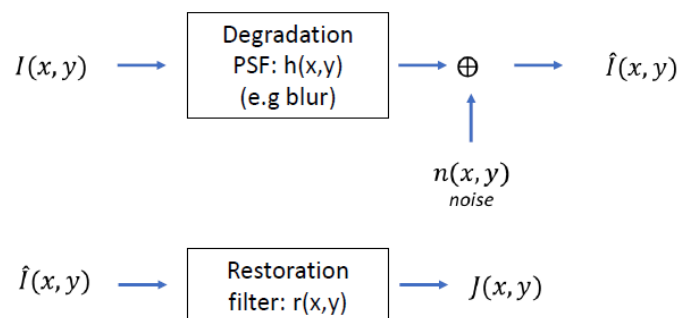 Degradation
I(x, y) PSF: h(x,y) ⊕ Î(x, y)
(e.g blur)
n(x, y)
noise
Î(x, y) Restoration J(x, y)
filter: r(x,y)